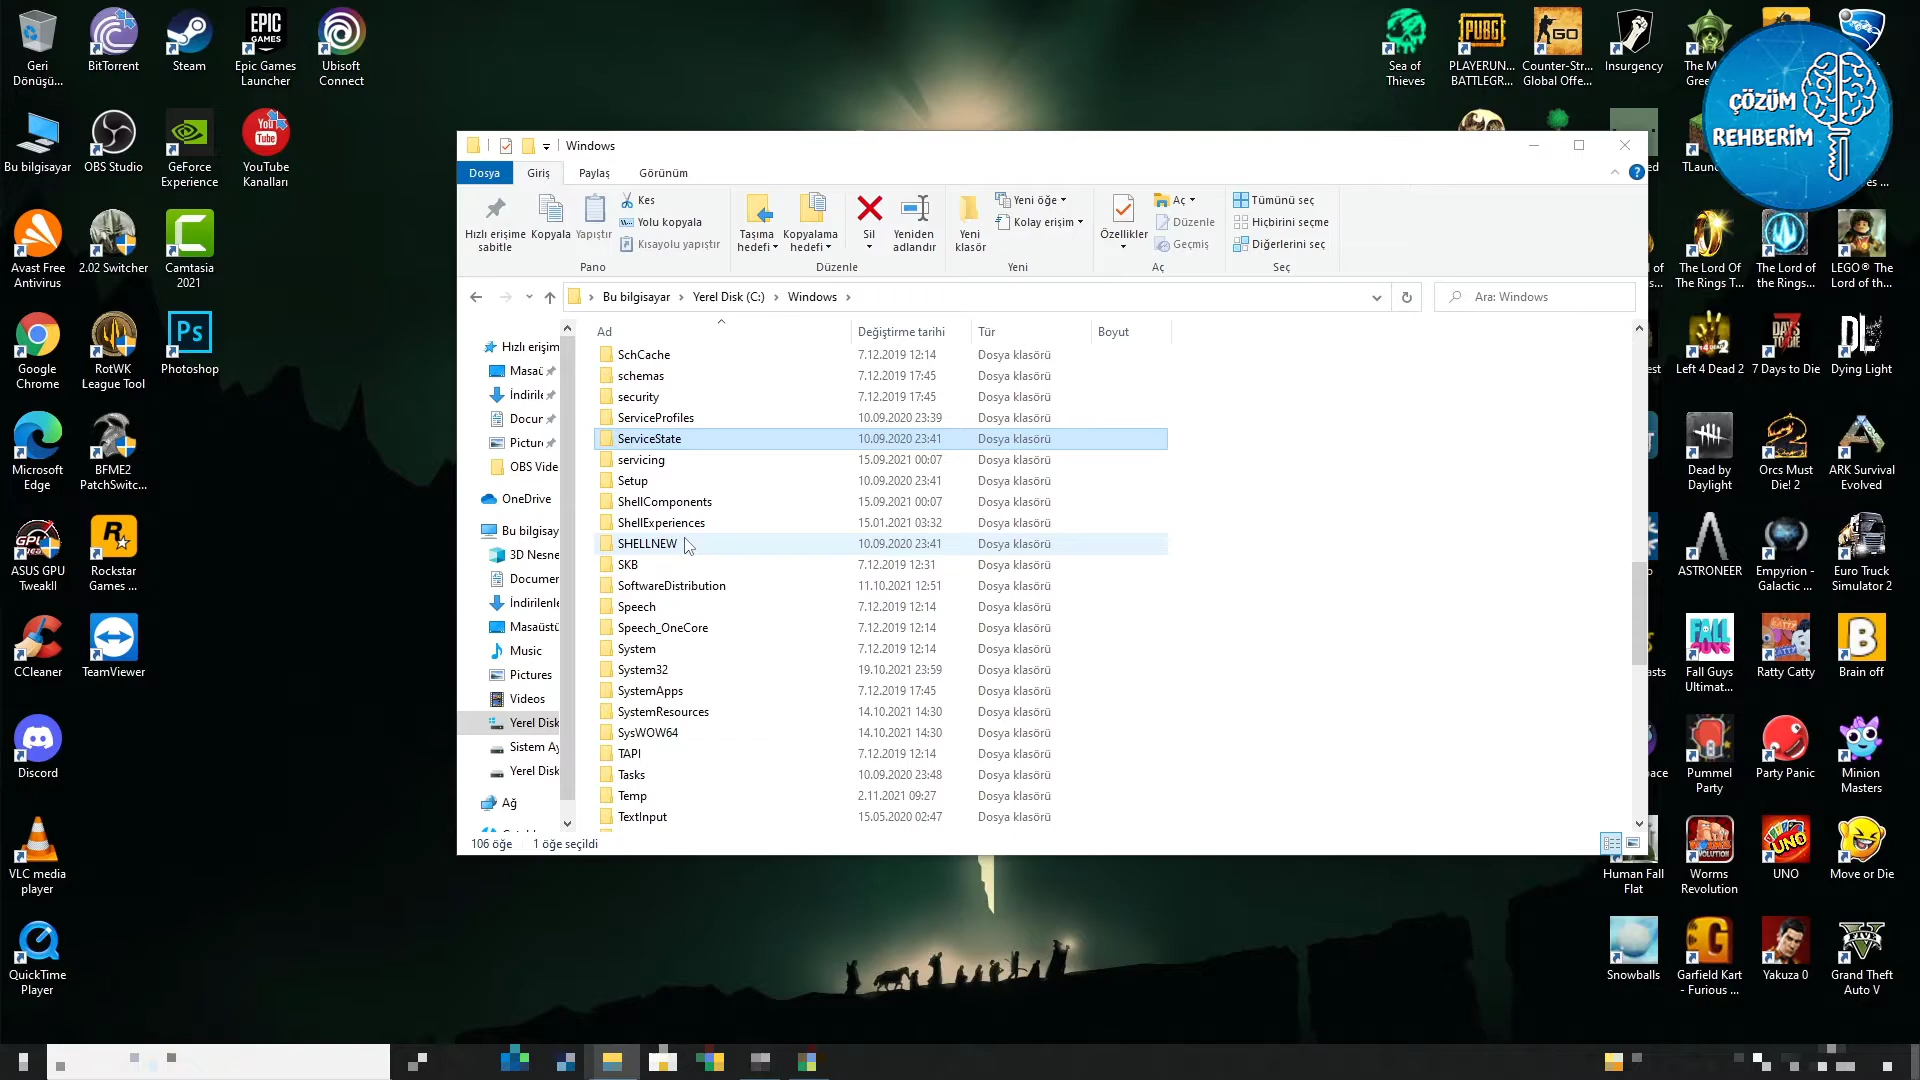 Geri
Dönüşü...
BitTorrent
Steam
Epic Games
Launcher
Ubisoft
Connect
Bu bilgisayar
OBS Studio
GeForce
Experience
YouTube
Kanalları
Avast Free
Antivirus
2.02 Switcher
Camtasia
2021
Google
Chrome
RotWK
League Tool
Photoshop
Microsoft
Edge
BFME2
PatchSwitc...
ASUS GPU
TweakII
Rockstar
Games ...
CCleaner
TeamViewer
Discord
VLC media
player
QuickTime
Player
Windows
Dosya
Giriş
Paylaş
Görünüm
Hızlı erişime
sabitle
Kopyala
Yapıştır
Kes
Yolu kopyala
Kısayolu yapıştır
Pano
Taşıma
hedefi
Kopyalama
hedefi
Sil
Yeniden
adlandır
Düzenle
Yeni
klasör
Yeni öğe
Kolay erişim
Yeni
Özellikler
Aç
Düzenle
Geçmiş
Aç
Tümünü seç
Hiçbirini seçme
Diğerlerini seç
Seç
Bu bilgisayar > Yerel Disk (C:) > Windows >
Ara: Windows
Hızlı erişim
Masaü
İndirile
Docur
Pictur
OBS Vide
OneDrive
Bu bilgisay
3D Nesne
Documer
İndirilenle
Masaüstü
Music
Pictures
Videos
Yerel Disk
Sistem Ay
Yerel Disk
Ağ
Ad Değiştirme tarihi Tür Boyut
SchCache 7.12.2019 12:14 Dosya klasörü
schemas 7.12.2019 17:45 Dosya klasörü
security 7.12.2019 17:45 Dosya klasörü
ServiceProfiles 10.09.2020 23:39 Dosya klasörü
ServiceState 10.09.2020 23:41 Dosya klasörü
servicing 15.09.2021 00:07 Dosya klasörü
Setup 10.09.2020 23:41 Dosya klasörü
ShellComponents 15.09.2021 00:07 Dosya klasörü
ShellExperiences 15.01.2021 03:32 Dosya klasörü
SHELLNEW 10.09.2020 23:41 Dosya klasörü
SKB 7.12.2019 12:31 Dosya klasörü
SoftwareDistribution 11.10.2021 12:51 Dosya klasörü
Speech 7.12.2019 12:14 Dosya klasörü
Speech_OneCore 7.12.2019 12:14 Dosya klasörü
System 7.12.2019 12:14 Dosya klasörü
System32 19.10.2021 23:59 Dosya klasörü
SystemApps 7.12.2019 17:45 Dosya klasörü
SystemResources 14.10.2021 14:30 Dosya klasörü
SysWOW64 14.10.2021 14:30 Dosya klasörü
TAPI 7.12.2019 12:14 Dosya klasörü
Tasks 10.09.2020 23:48 Dosya klasörü
Temp 2.11.2021 09:27 Dosya klasörü
TextInput 15.05.2020 02:47 Dosya klasörü
106 öğe 1 öğe seçildi
Sea of
Thieves
PLAYERUN...
BATTLEGR...
Counter-Str...
Global Offe...
Insurgency
ÇÖZÜM
REHBERİM
The Lord Of
The Rings T...
The Lord of
the Rings...
LEGO® The
Lord of th...
Left 4 Dead 2
7 Days to Die
Dying Light
Dead by
Daylight
Orcs Must
Die! 2
ARK Survival
Evolved
ASTRONEER
Empyrion -
Galactic ...
Euro Truck
Simulator 2
Fall Guys
Ultimat...
Ratty Catty
Brain off
Pummel
Party
Party Panic
Minion
Masters
Human Fall
Flat
Worms
Revolution
UNO
Move or Die
Snowballs
Garfield Kart
- Furious ...
Yakuza 0
Grand Theft
Auto V